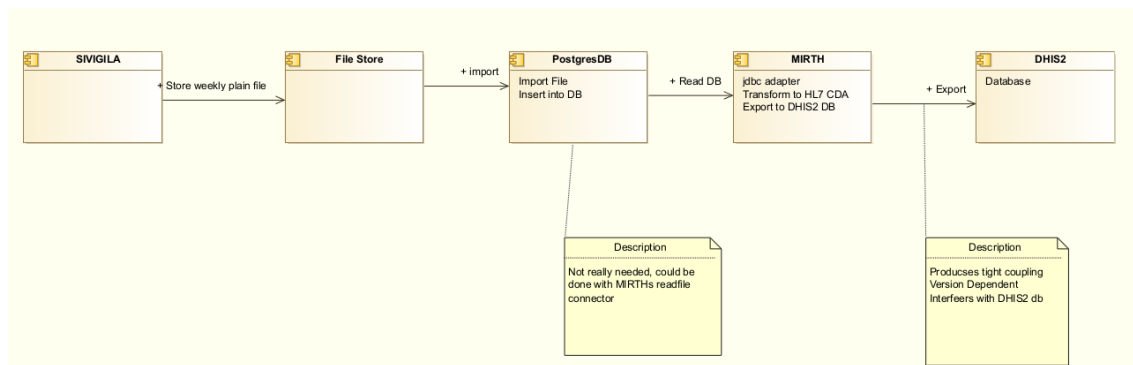 SIVIGILA
+ Store weekly plain file
File Store
+ import
PostgresDB
Import File
Insert into DB
+ Read DB
MIRTH
jdbc adapter
Transform to HL7 CDA
Export to DHIS2 DB
+ Export
DHIS2
Database
Description
Not really needed, could be
done with MIRTHs readfile
connector
Description
Producses tight coupling
Version Dependent
Interfeers with DHIS2 db